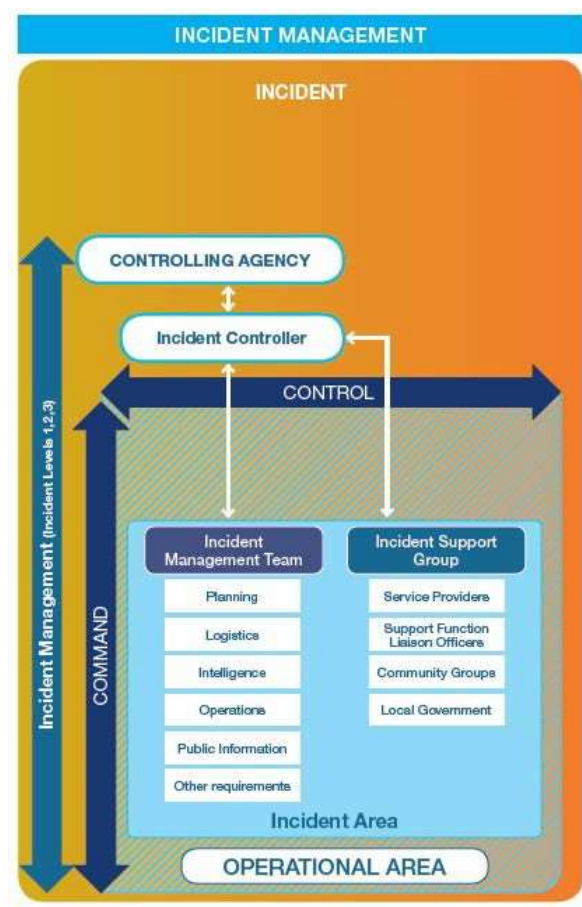 INCIDENT MANAGEMENT
INCIDENT
CONTROLLING AGENCY
Incident Controller
CONTROL
Incident Management (Incident Levels 1,2,3)
COMMAND
Incident
Management Team
Planning
Logistics
Intelligence
Operations
Public Information
Other requirements
Incident Support
Group
Service Providers
Support Function
Liaison Officers
Community Groups
Local Government
Incident Area
OPERATIONAL AREA